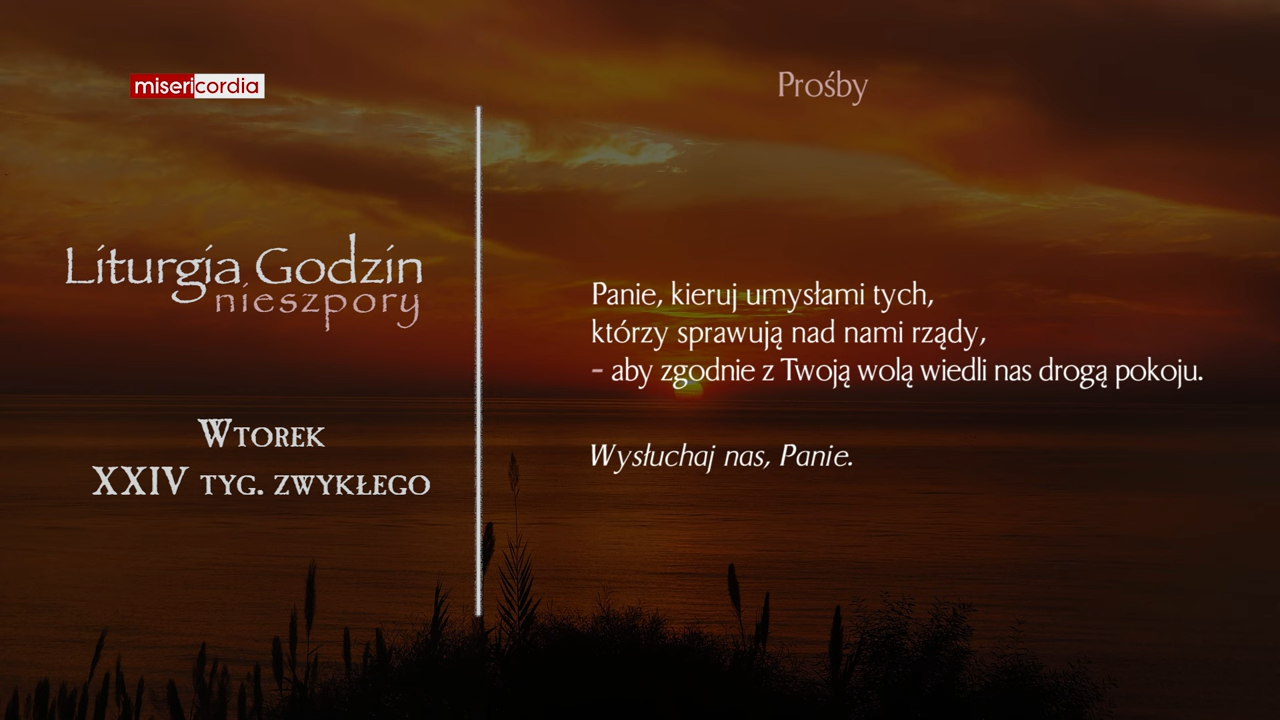 misericordia
Liturgia Godzin
nieszpory
Wtorek
XXIV tyg. zwykłego
Prośby
Panie, kieruj umysłami tych,
którzy sprawują nad nami rządy,
- aby zgodnie z Twoją wolą wiedli nas drogą pokoju.
Wysłuchaj nas, Panie.